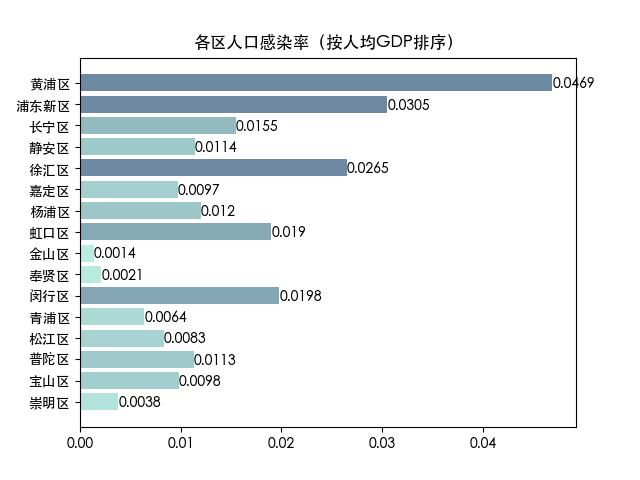 各区人口感染率（按人均GDP排序）
黄浦区 0.0469
浦东新区 0.0305
长宁区 0.0155
静安区 0.0114
徐汇区 0.0265
嘉定区 0.0097
杨浦区 0.012
虹口区 0.019
金山区 0.0014
奉贤区 0.0021
闵行区 0.0198
青浦区 0.0064
松江区 0.0083
普陀区 0.0113
宝山区 0.0098
崇明区 0.0038
0.00 0.01 0.02 0.03 0.04